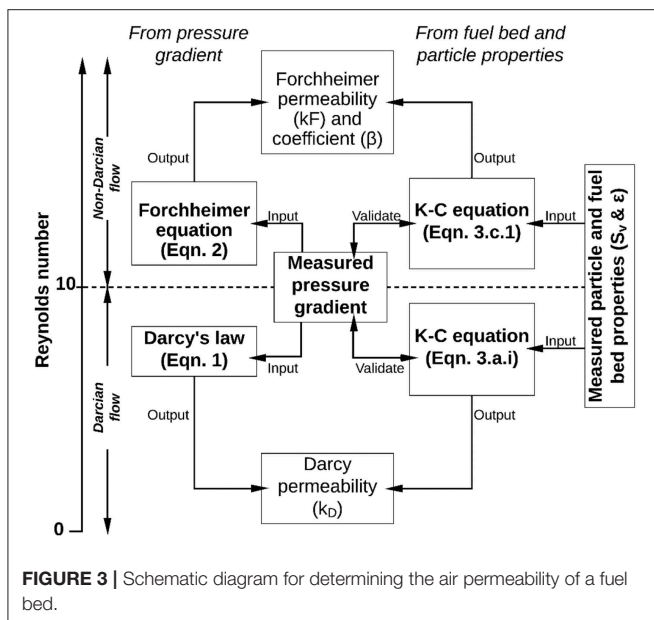 From pressure
gradient
From fuel bed and
particle properties
Forchheimer
permeability
(kF) and
coefficient (β)
Output
Output
Non-Darcian
flow
Forchheimer
equation
(Eqn. 2)
Input
Validate
K-C equation
(Eqn. 3.c.1)
Input
Measured
pressure
gradient
Reynolds number
10
Measured particle and fuel
bed properties (Sv & ε)
Darcy's law
(Eqn. 1)
Input
Validate
K-C equation
(Eqn. 3.a.i)
Input
Darcian
flow
Output
Output
Darcy
permeability
(kD)
0
FIGURE 3 | Schematic diagram for determining the air permeability of a fuel
bed.